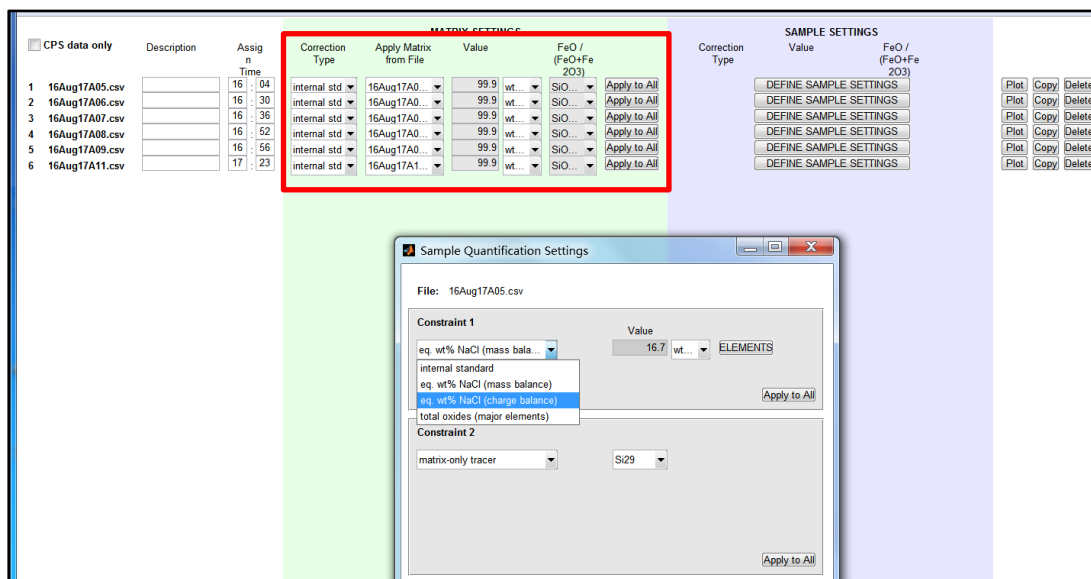 MATRIX SETTINGS
SAMPLE SETTINGS
CPS data only
Description
Assig
n
Time
Correction
Type
Apply Matrix
from File
Value
FeO /
(FeO+Fe
2O3)
Correction
Type
Value
FeO /
(FeO+Fe
2O3)
1 16Aug17A05.csv 16 : 04 internal std 16Aug17A0... 99.9 wt... SiO... Apply to All DEFINE SAMPLE SETTINGS Plot Copy Delete
2 16Aug17A06.csv 16 : 30 internal std 16Aug17A0... 99.9 wt... SiO... Apply to All DEFINE SAMPLE SETTINGS Plot Copy Delete
3 16Aug17A07.csv 16 : 36 internal std 16Aug17A0... 99.9 wt... SiO... Apply to All DEFINE SAMPLE SETTINGS Plot Copy Delete
4 16Aug17A08.csv 16 : 52 internal std 16Aug17A0... 99.9 wt... SiO... Apply to All DEFINE SAMPLE SETTINGS Plot Copy Delete
5 16Aug17A09.csv 16 : 56 internal std 16Aug17A0... 99.9 wt... SiO... Apply to All DEFINE SAMPLE SETTINGS Plot Copy Delete
6 16Aug17A11.csv 17 : 23 internal std 16Aug17A1... 99.9 wt... SiO... Apply to All DEFINE SAMPLE SETTINGS Plot Copy Delete
Sample Quantification Settings
File: 16Aug17A05.csv
Constraint 1
Value
eq. wt% NaCl (mass bala... 16.7 wt... ELEMENTS
internal standard
eq. wt% NaCl (mass balance)
eq. wt% NaCl (charge balance)
total oxides (major elements)
Apply to All
Constraint 2
matrix-only tracer Si29
Apply to All